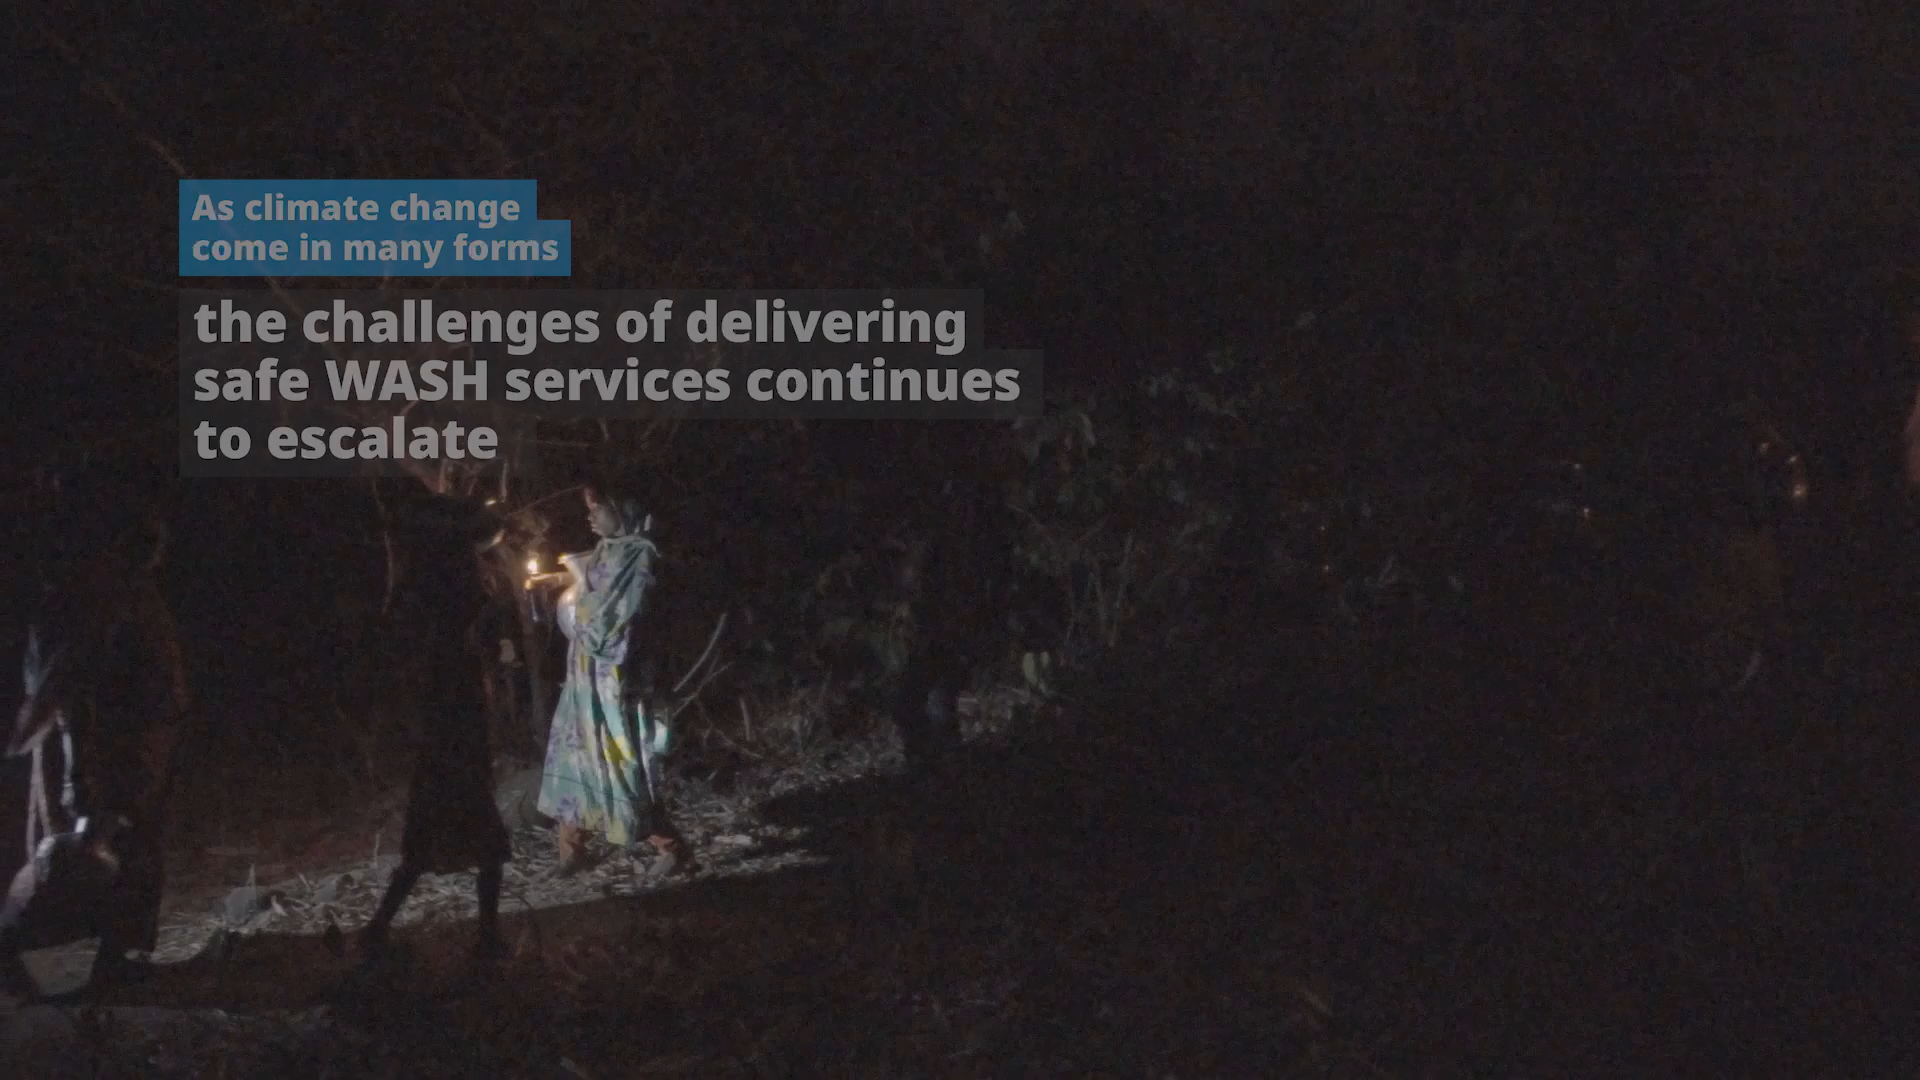 As climate change
come in many forms
the challenges of delivering
safe WASH services continues
to escalate